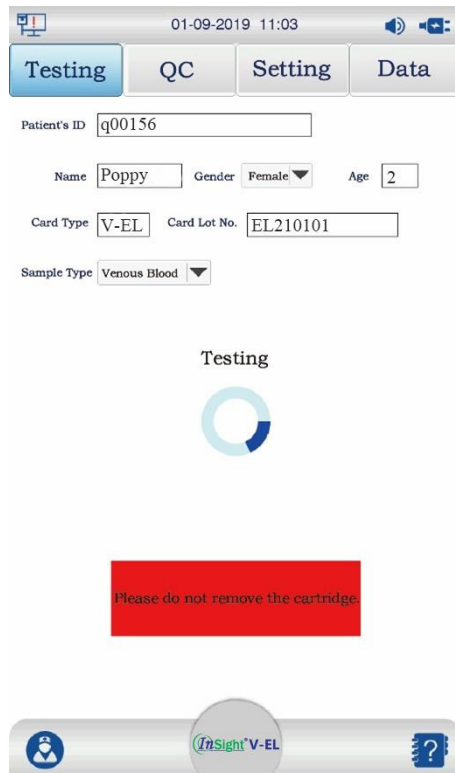 01-09-2019 11:03
Testing QC Setting Data
Patient's ID q00156
Name Poppy Gender Female Age 2
Card Type V-EL Card Lot No. EL210101
Sample Type Venous Blood
Testing
Please do not remove the cartridge.
InSight V-EL
?